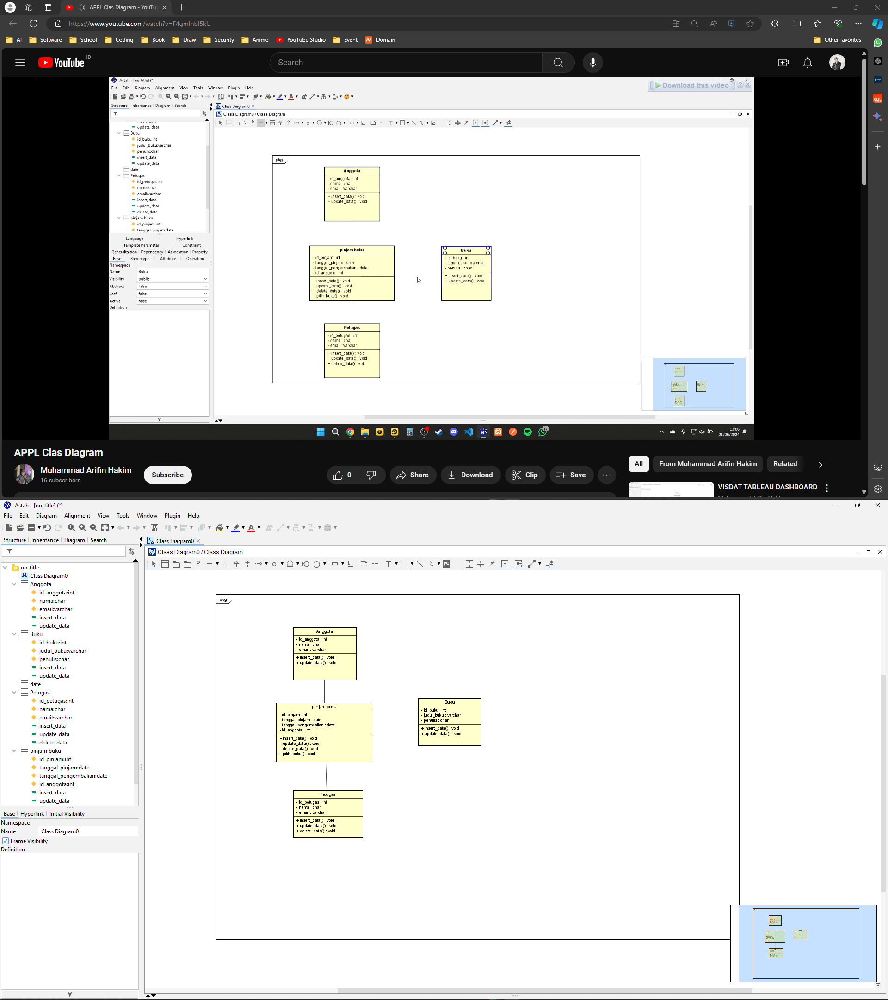 APPL Clas Diagram - YouTu
https://www.youtube.com/watch?v=F4gmInbI5kU
AI Software School Coding Book Draw Security Anime YouTube Studio Event Domain Other favorites
YouTube ID
Search
Astah - [no_title] (*)
File Edit Diagram Alignment View Tools Window Plugin Help
Download this video
Structure Inheritance Diagram Search
Class Diagram0
Class Diagram0 / Class Diagram
update_data
Buku
id_buku:int
judul_buku:varchar
penulis:char
insert_data
update_data
date
Petugas
id_petugas:int
nama:char
email:varchar
insert_data
update_data
delete_data
pinjam buku
id_pinjam:int
tanggal_pinjam:date
Language Hyperlink
Template Parameter Constraint
Generalization Dependency Association Property
Base Stereotype Attribute Operation
Namespace
Name Buku
Visibility public
Abstract false
Leaf false
Active false
Definition
pkg
Anggota
- id_anggota : int
- nama : char
- email : varchar
+ insert_data() : void
+ update_data() : void
pinjam buku
- id_pinjam : int
- tanggal_pinjam : date
- tanggal_pengembalian : date
- id_anggota : int
+ insert_data() : void
+ update_data() : void
+ delete_data() : void
+ pilih_buku() : void
Buku
- id_buku : int
- judul_buku : varchar
- penulis : char
+ insert_data() : void
+ update_data() : void
Petugas
- id_petugas : int
- nama : char
- email : varchar
+ insert_data() : void
+ update_data() : void
+ delete_data() : void
17
13:06
01/06/2024
APPL Clas Diagram
Muhammad Arifin Hakim
16 subscribers
Subscribe
0
Share
Download
Clip
Save
All
From Muhammad Arifin Hakim
Related
VISDAT TABLEAU DASHBOARD
Astah - [no_title] (*)
File Edit Diagram Alignment View Tools Window Plugin Help
Structure Inheritance Diagram Search
Class Diagram0
Class Diagram0 / Class Diagram
no_title
Class Diagram0
Anggota
id_anggota:int
nama:char
email:varchar
insert_data
update_data
Buku
id_buku:int
judul_buku:varchar
penulis:char
insert_data
update_data
date
Petugas
id_petugas:int
nama:char
email:varchar
insert_data
update_data
delete_data
pinjam buku
id_pinjam:int
tanggal_pinjam:date
tanggal_pengembalian:date
id_anggota:int
insert_data
update_data
Base Hyperlink Initial Visibility
Namespace
Name Class Diagram0
Frame Visibility
Definition
pkg
Anggota
- id_anggota : int
- nama : char
- email : varchar
+ insert_data() : void
+ update_data() : void
pinjam buku
- id_pinjam : int
- tanggal_pinjam : date
- tanggal_pengembalian : date
- id_anggota : int
+ insert_data() : void
+ update_data() : void
+ delete_data() : void
+ pilih_buku() : void
Buku
- id_buku : int
- judul_buku : varchar
- penulis : char
+ insert_data() : void
+ update_data() : void
Petugas
- id_petugas : int
- nama : char
- email : varchar
+ insert_data() : void
+ update_data() : void
+ delete_data() : void